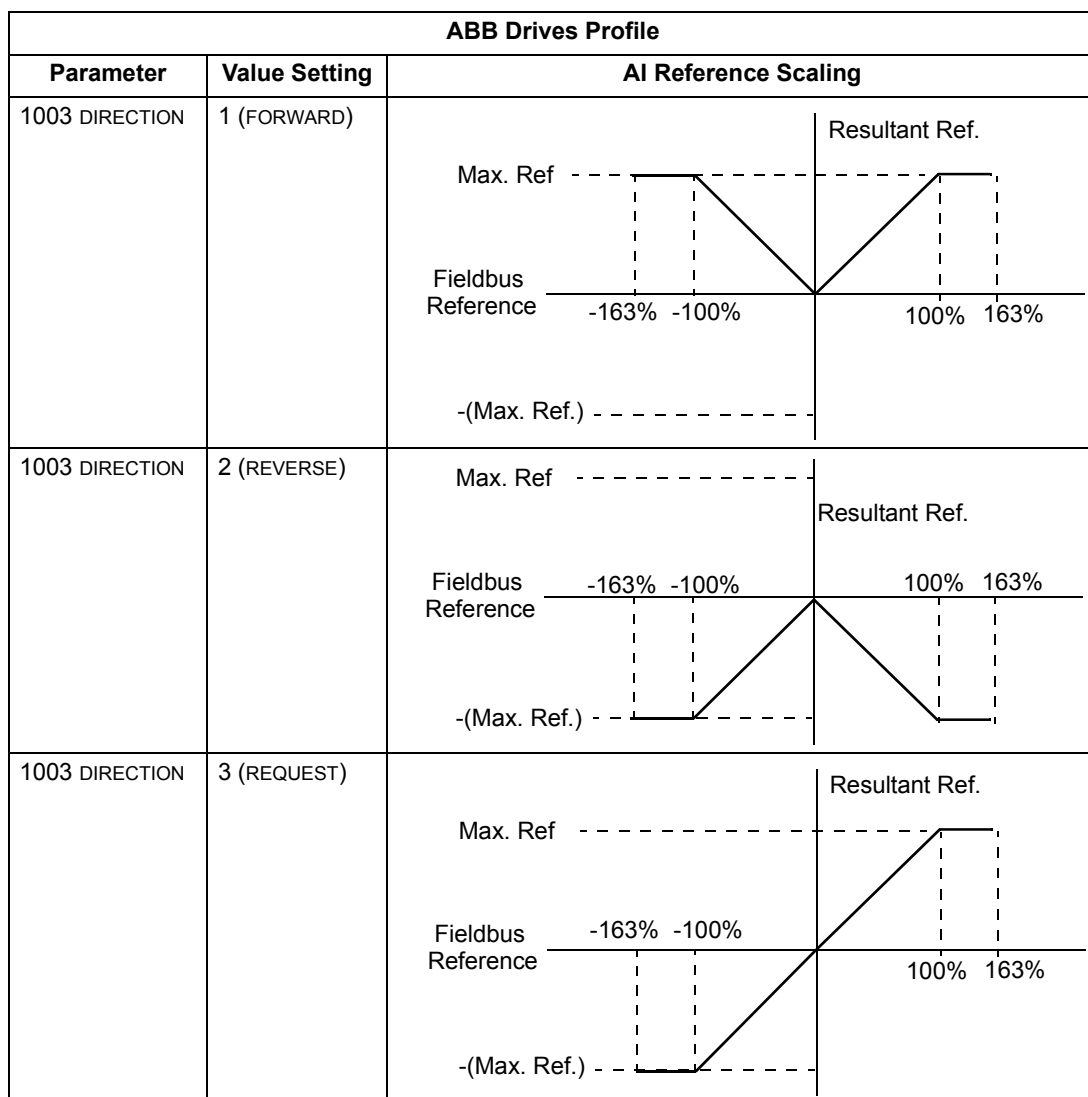 ABB Drives Profile
Parameter Value Setting AI Reference Scaling
1003 DIRECTION 1 (FORWARD)
Resultant Ref.
Max. Ref
Fieldbus
Reference
-163% -100%
100% 163%
-(Max. Ref.)
1003 DIRECTION 2 (REVERSE)
Max. Ref
Resultant Ref.
Fieldbus
Reference
-163% -100%
100% 163%
-(Max. Ref.)
1003 DIRECTION 3 (REQUEST)
Resultant Ref.
Max. Ref
Fieldbus
Reference
-163% -100%
100% 163%
-(Max. Ref.)